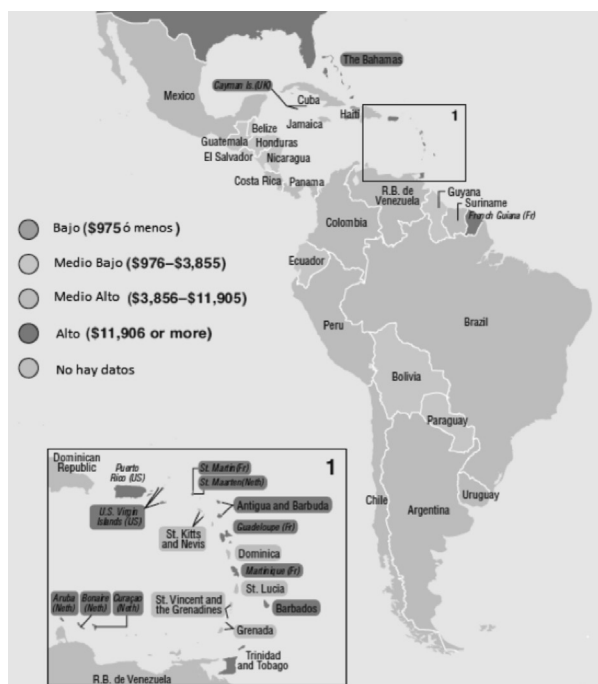 The Bahamas
Cayman Is.(UK)
Mexico
Cuba
Haiti
1
Belize
Jamaica
Guatemala
Honduras
El Salvador
Nicaragua
Costa Rica
Panama
R.B. de
Venezuela
Guyana
Suriname
French Guiana (Fr)
Colombia
Ecuador
Bajo ($975 ó menos)
Medio Bajo ($976–$3,855)
Medio Alto ($3,856–$11,905)
Alto ($11,906 or more)
No hay datos
Peru
Brazil
Bolivia
Paraguay
Chile
Argentina
Uruguay
Dominican
Republic
Puerto
Rico (US)
St. Martin(Fr)
St. Maarten(Neth)
1
U.S. Virgin
Islands (US)
Antigua and Barbuda
St. Kitts
and Nevis
Guadeloupe (Fr)
Dominica
Martinique (Fr)
St. Lucia
Aruba
(Neth)
Bonaire
(Neth)
Curaçao
(Neth)
St. Vincent and
the Grenadines
Barbados
Grenada
Trinidad
and Tobago
R.B. de Venezuela